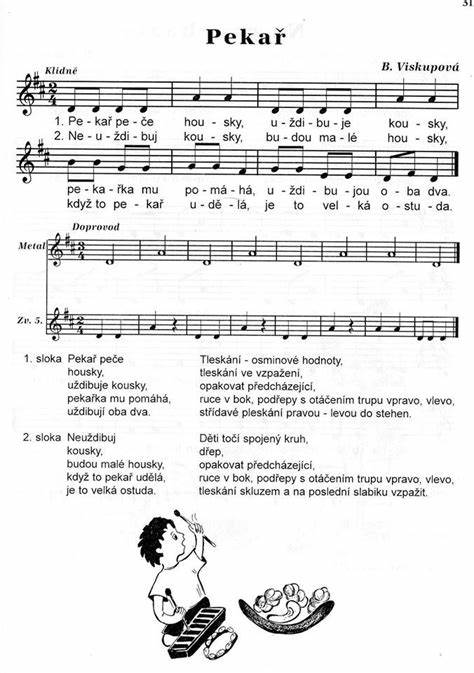 31
Pekař
Klidně
B. Viskupová
2 4
1. Pe - kař pe - če hou - sky, u - ždi - bu - je kou - sky,
2. Ne - u - ždi - buj kou - sky, bu - dou ma - lé hou - sky,
pe - ka - řka mu po - má - há, u - ždi - bu - jou o - ba dva.
když to pe - kař u - dě - lá, je to vel - ká o - stu - da.
Doprovod
Metal
3 4
Zv. 5.
2 4
1. sloka Pekař peče Tleskání - osminové hodnoty,
housky, tleskání ve vzpažení,
uždibuje kousky, opakovat předcházející,
pekařka mu pomáhá, ruce v bok, podřepy s otáčením trupu vpravo, vlevo,
uždibují oba dva. střídavé pleskání pravou - levou do stehen.
2. sloka Neuždibuj Děti točí spojený kruh,
kousky, dřep,
budou malé housky, opakovat předcházející,
když to pekař udělá, ruce v bok, podřepy s otáčením trupu vpravo, vlevo,
je to velká ostuda. tleskání skluzem a na poslední slabiku vzpažit.